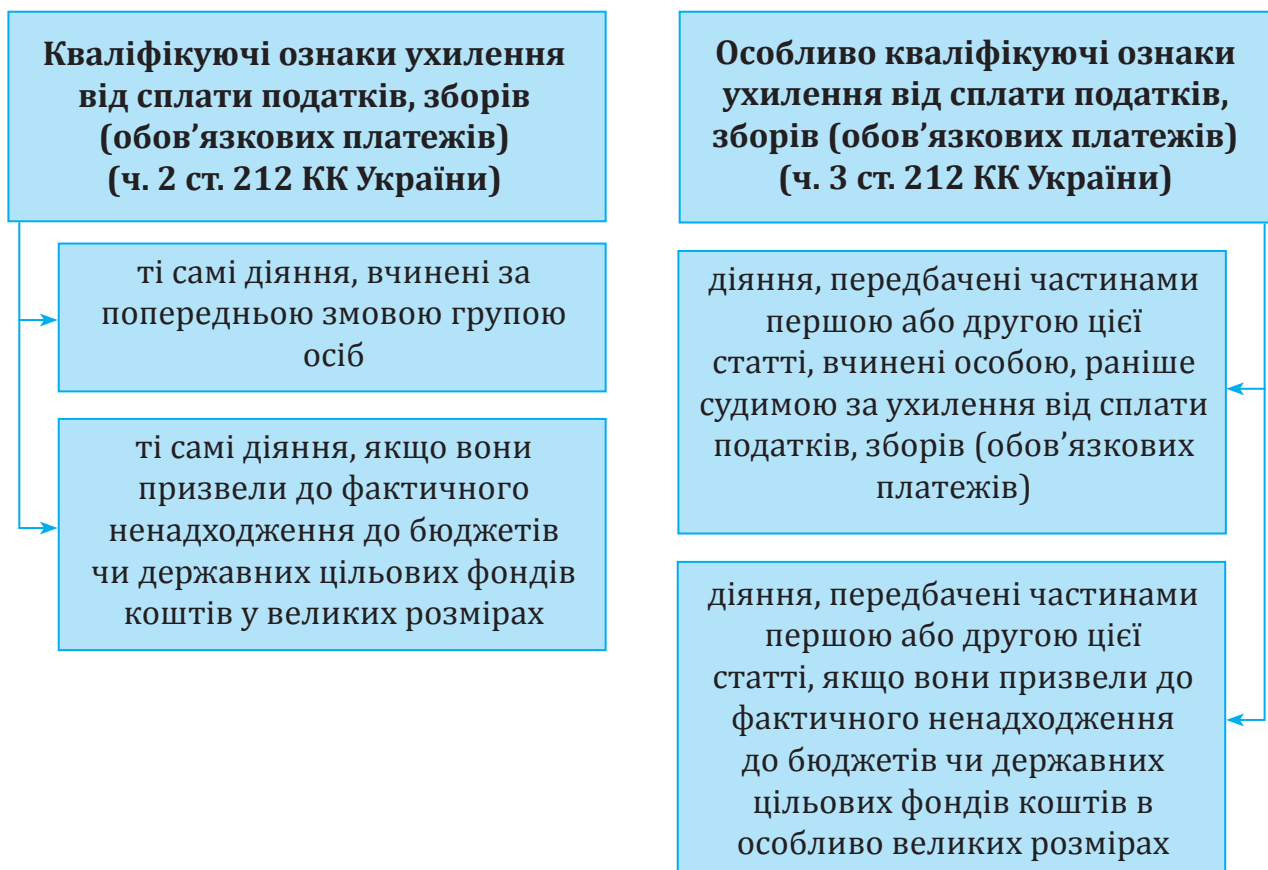 Кваліфікуючі ознаки ухилення
від сплати податків, зборів
(обов’язкових платежів)
(ч. 2 ст. 212 КК України)
ті самі діяння, вчинені за
попередньою змовою групою
осіб
ті самі діяння, якщо вони
призвели до фактичного
ненадходження до бюджетів
чи державних цільових фондів
коштів у великих розмірах
Особливо кваліфікуючі ознаки
ухилення від сплати податків,
зборів (обов’язкових платежів)
(ч. 3 ст. 212 КК України)
діяння, передбачені частинами
першою або другою цієї
статті, вчинені особою, раніше
судимою за ухилення від сплати
податків, зборів (обов’язкових
платежів)
діяння, передбачені частинами
першою або другою цієї
статті, якщо вони призвели до
фактичного ненадходження
до бюджетів чи державних
цільових фондів коштів в
особливо великих розмірах